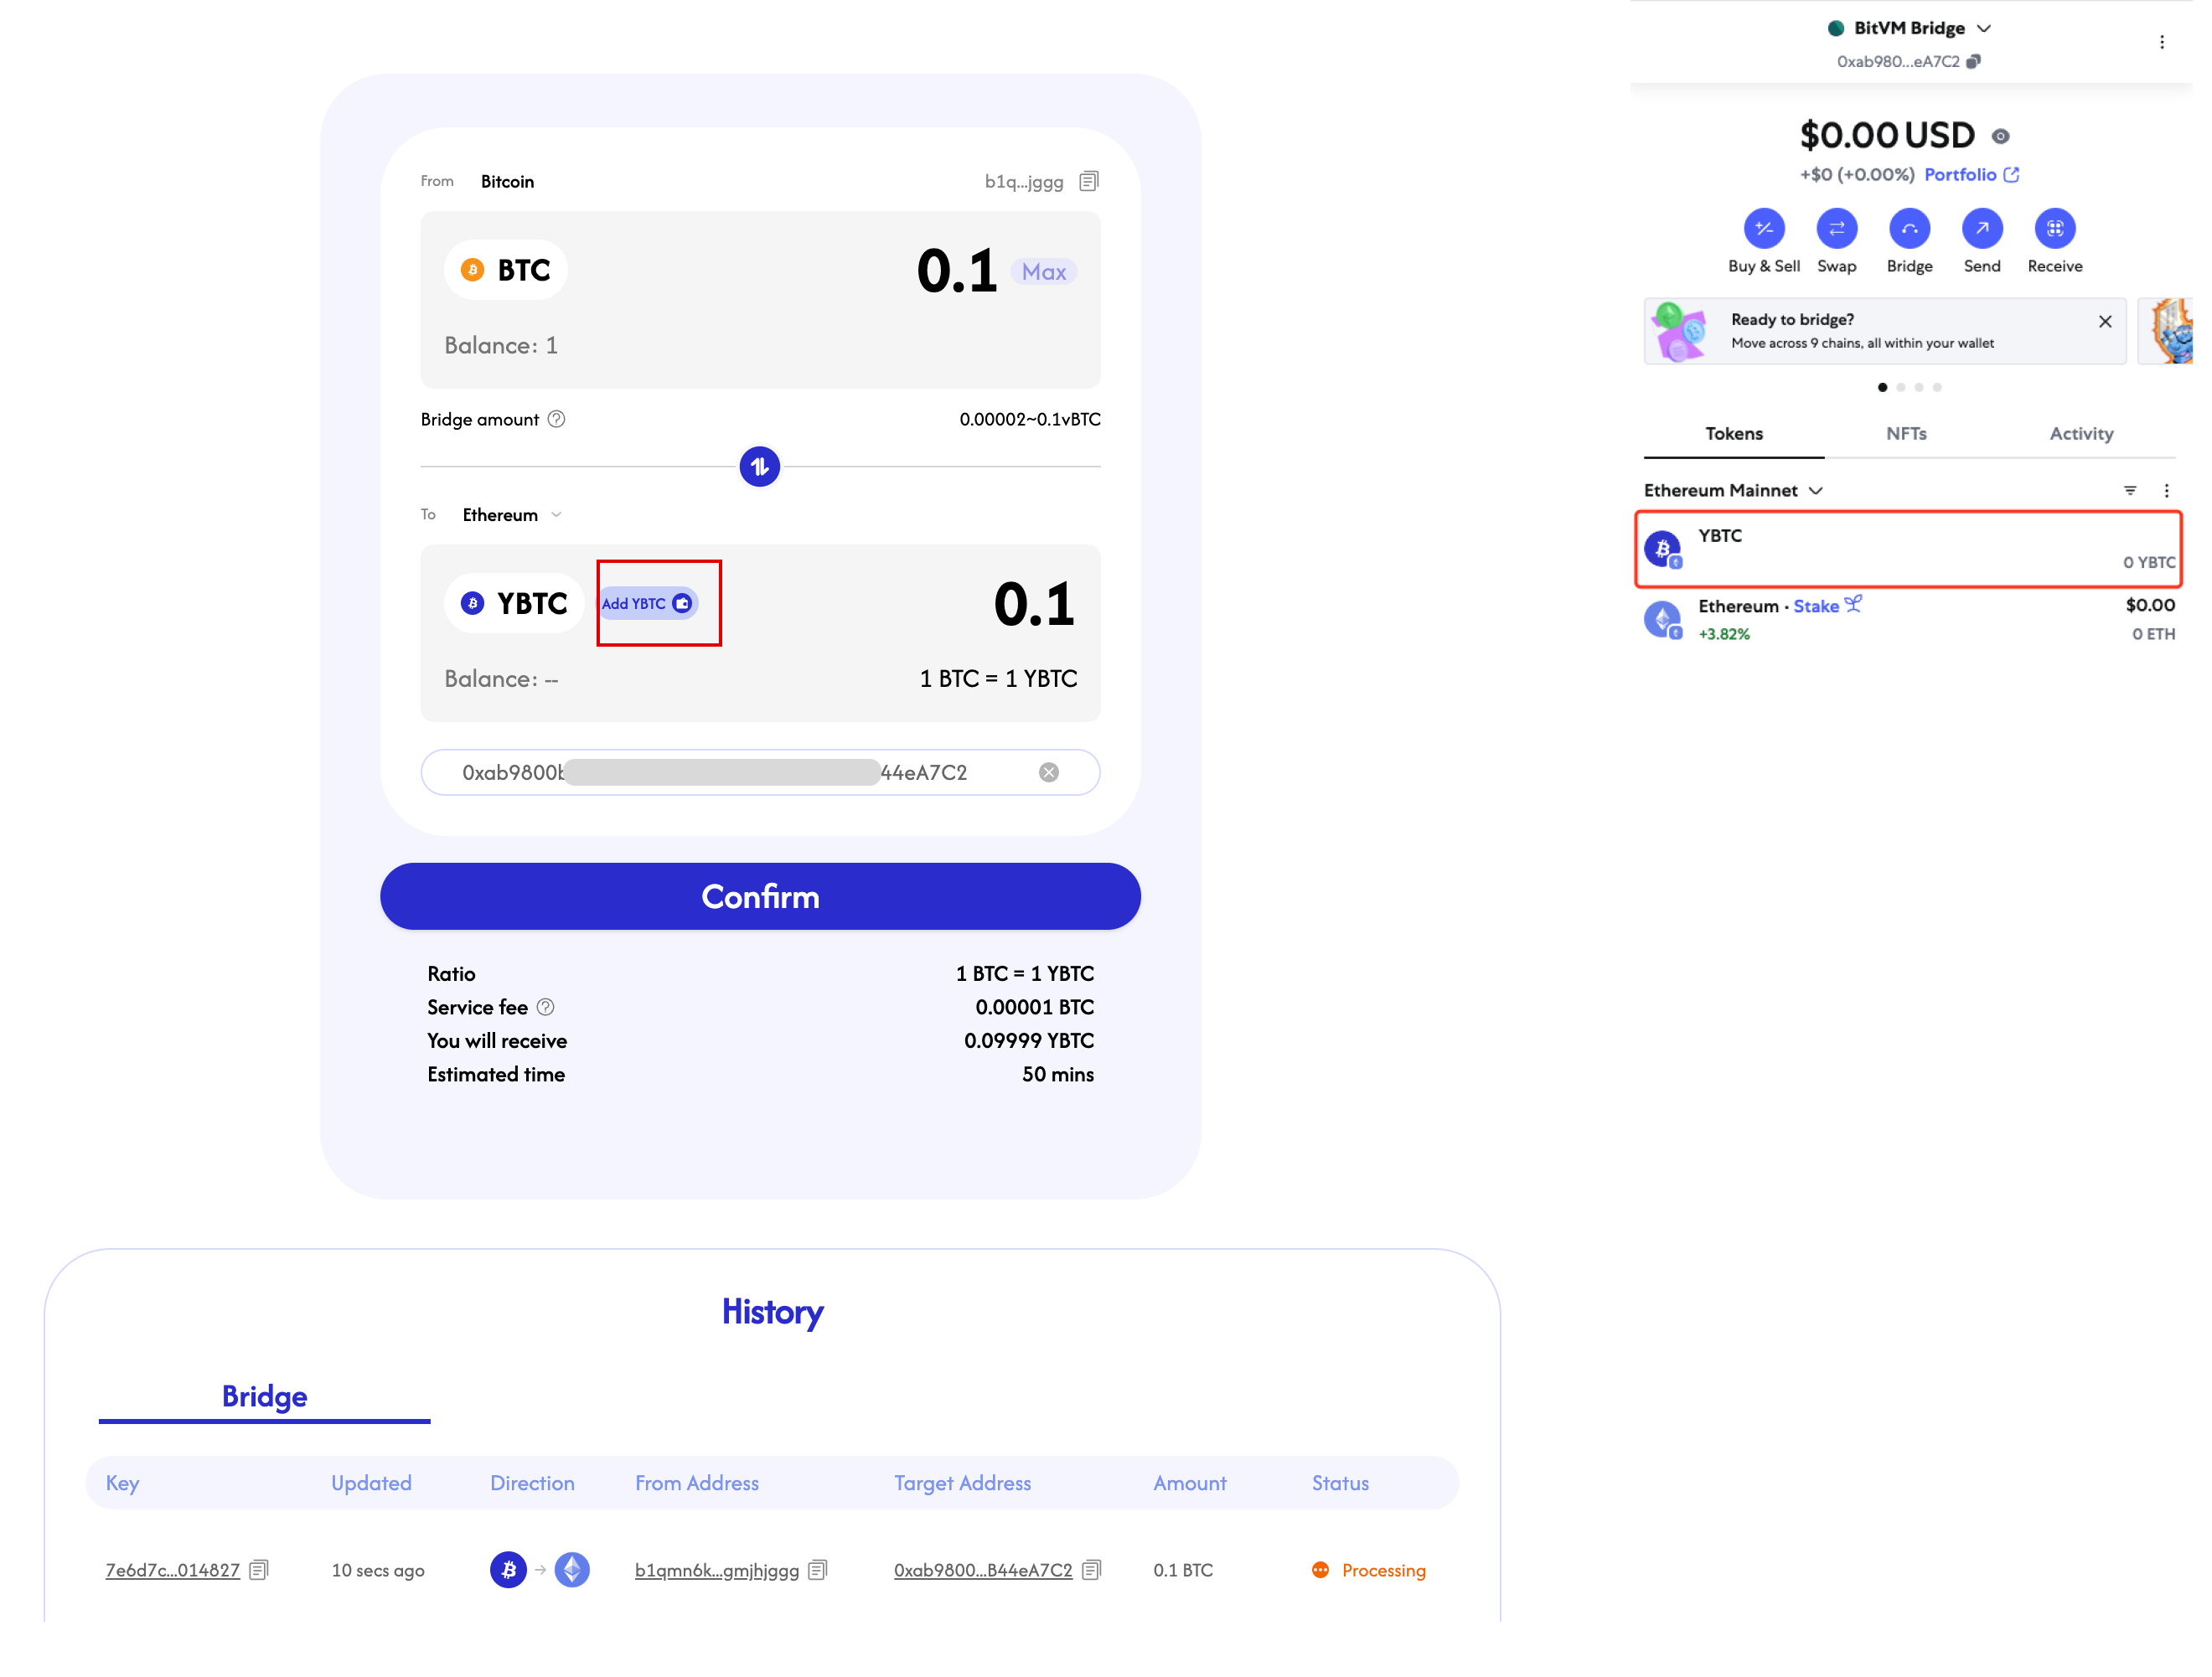 From Bitcoin b1q...jggg
BTC 0.1 Max
Balance: 1
Bridge amount 0.00002~0.1vBTC
To Ethereum
YBTC Add YBTC 0.1
Balance: -- 1 BTC = 1 YBTC
0xab9800b 44eA7C2
Confirm
Ratio 1 BTC = 1 YBTC
Service fee 0.00001 BTC
You will receive 0.09999 YBTC
Estimated time 50 mins
BitVM Bridge
0xab980...eA7C2
$0.00 USD
+$0 (+0.00%) Portfolio
Buy & Sell Swap Bridge Send Receive
Ready to bridge?
Move across 9 chains, all within your wallet
Tokens NFTs Activity
Ethereum Mainnet
YBTC
0 YBTC
Ethereum • Stake $0.00
+3.82% 0 ETH
History
Bridge
Key Updated Direction From Address Target Address Amount Status
7e6d7c...014827 10 secs ago b1qmn6k...gmjhjggg 0xab9800...B44eA7C2 0.1 BTC Processing